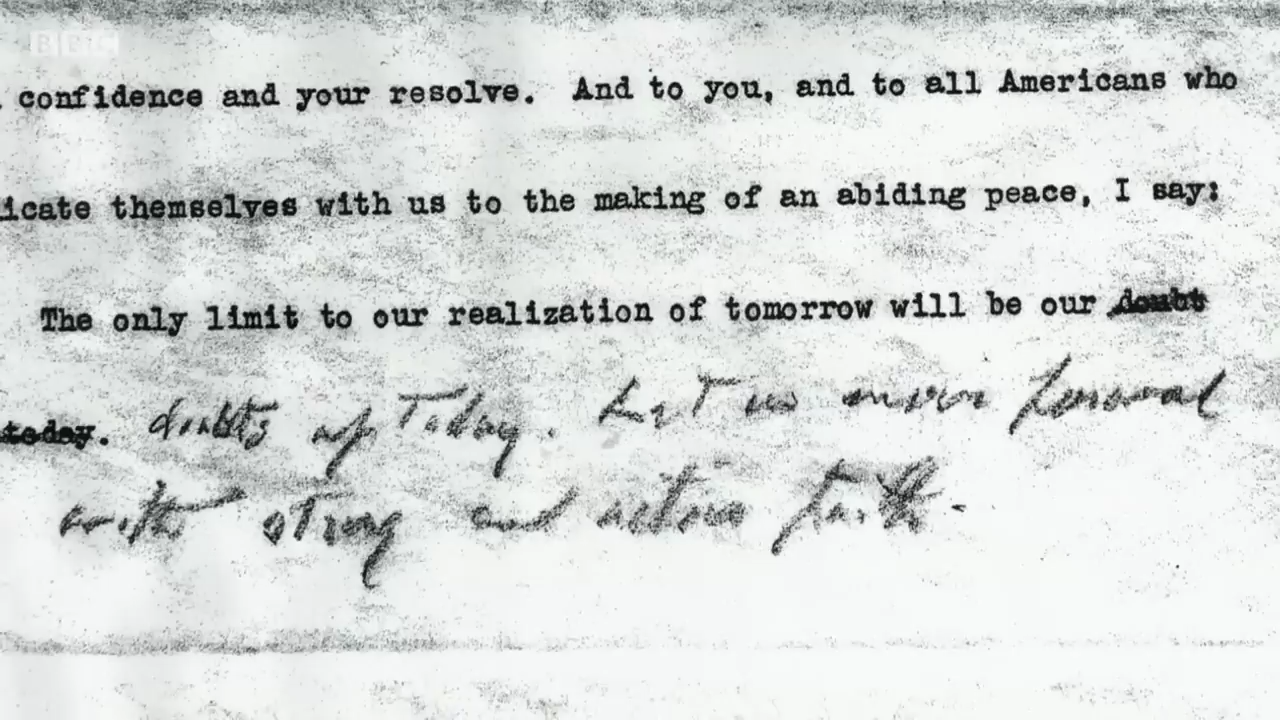 BBC
. confidence and your resolve. And to you, and to all Americans who
icate themselves with us to the making of an abiding peace, I say:
The only limit to our realization of tomorrow will be our doubt
today. doubts of Today. Let us move forward
with strong and active faith.